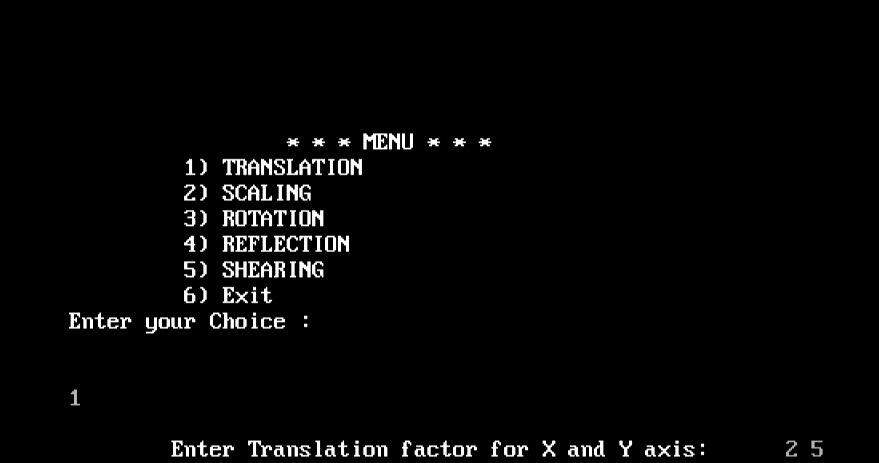 * * * MENU * * *
1) TRANSLATION
2) SCALING
3) ROTATION
4) REFLECTION
5) SHEARING
6) Exit
Enter your Choice :
1
Enter Translation factor for X and Y axis: 2 5